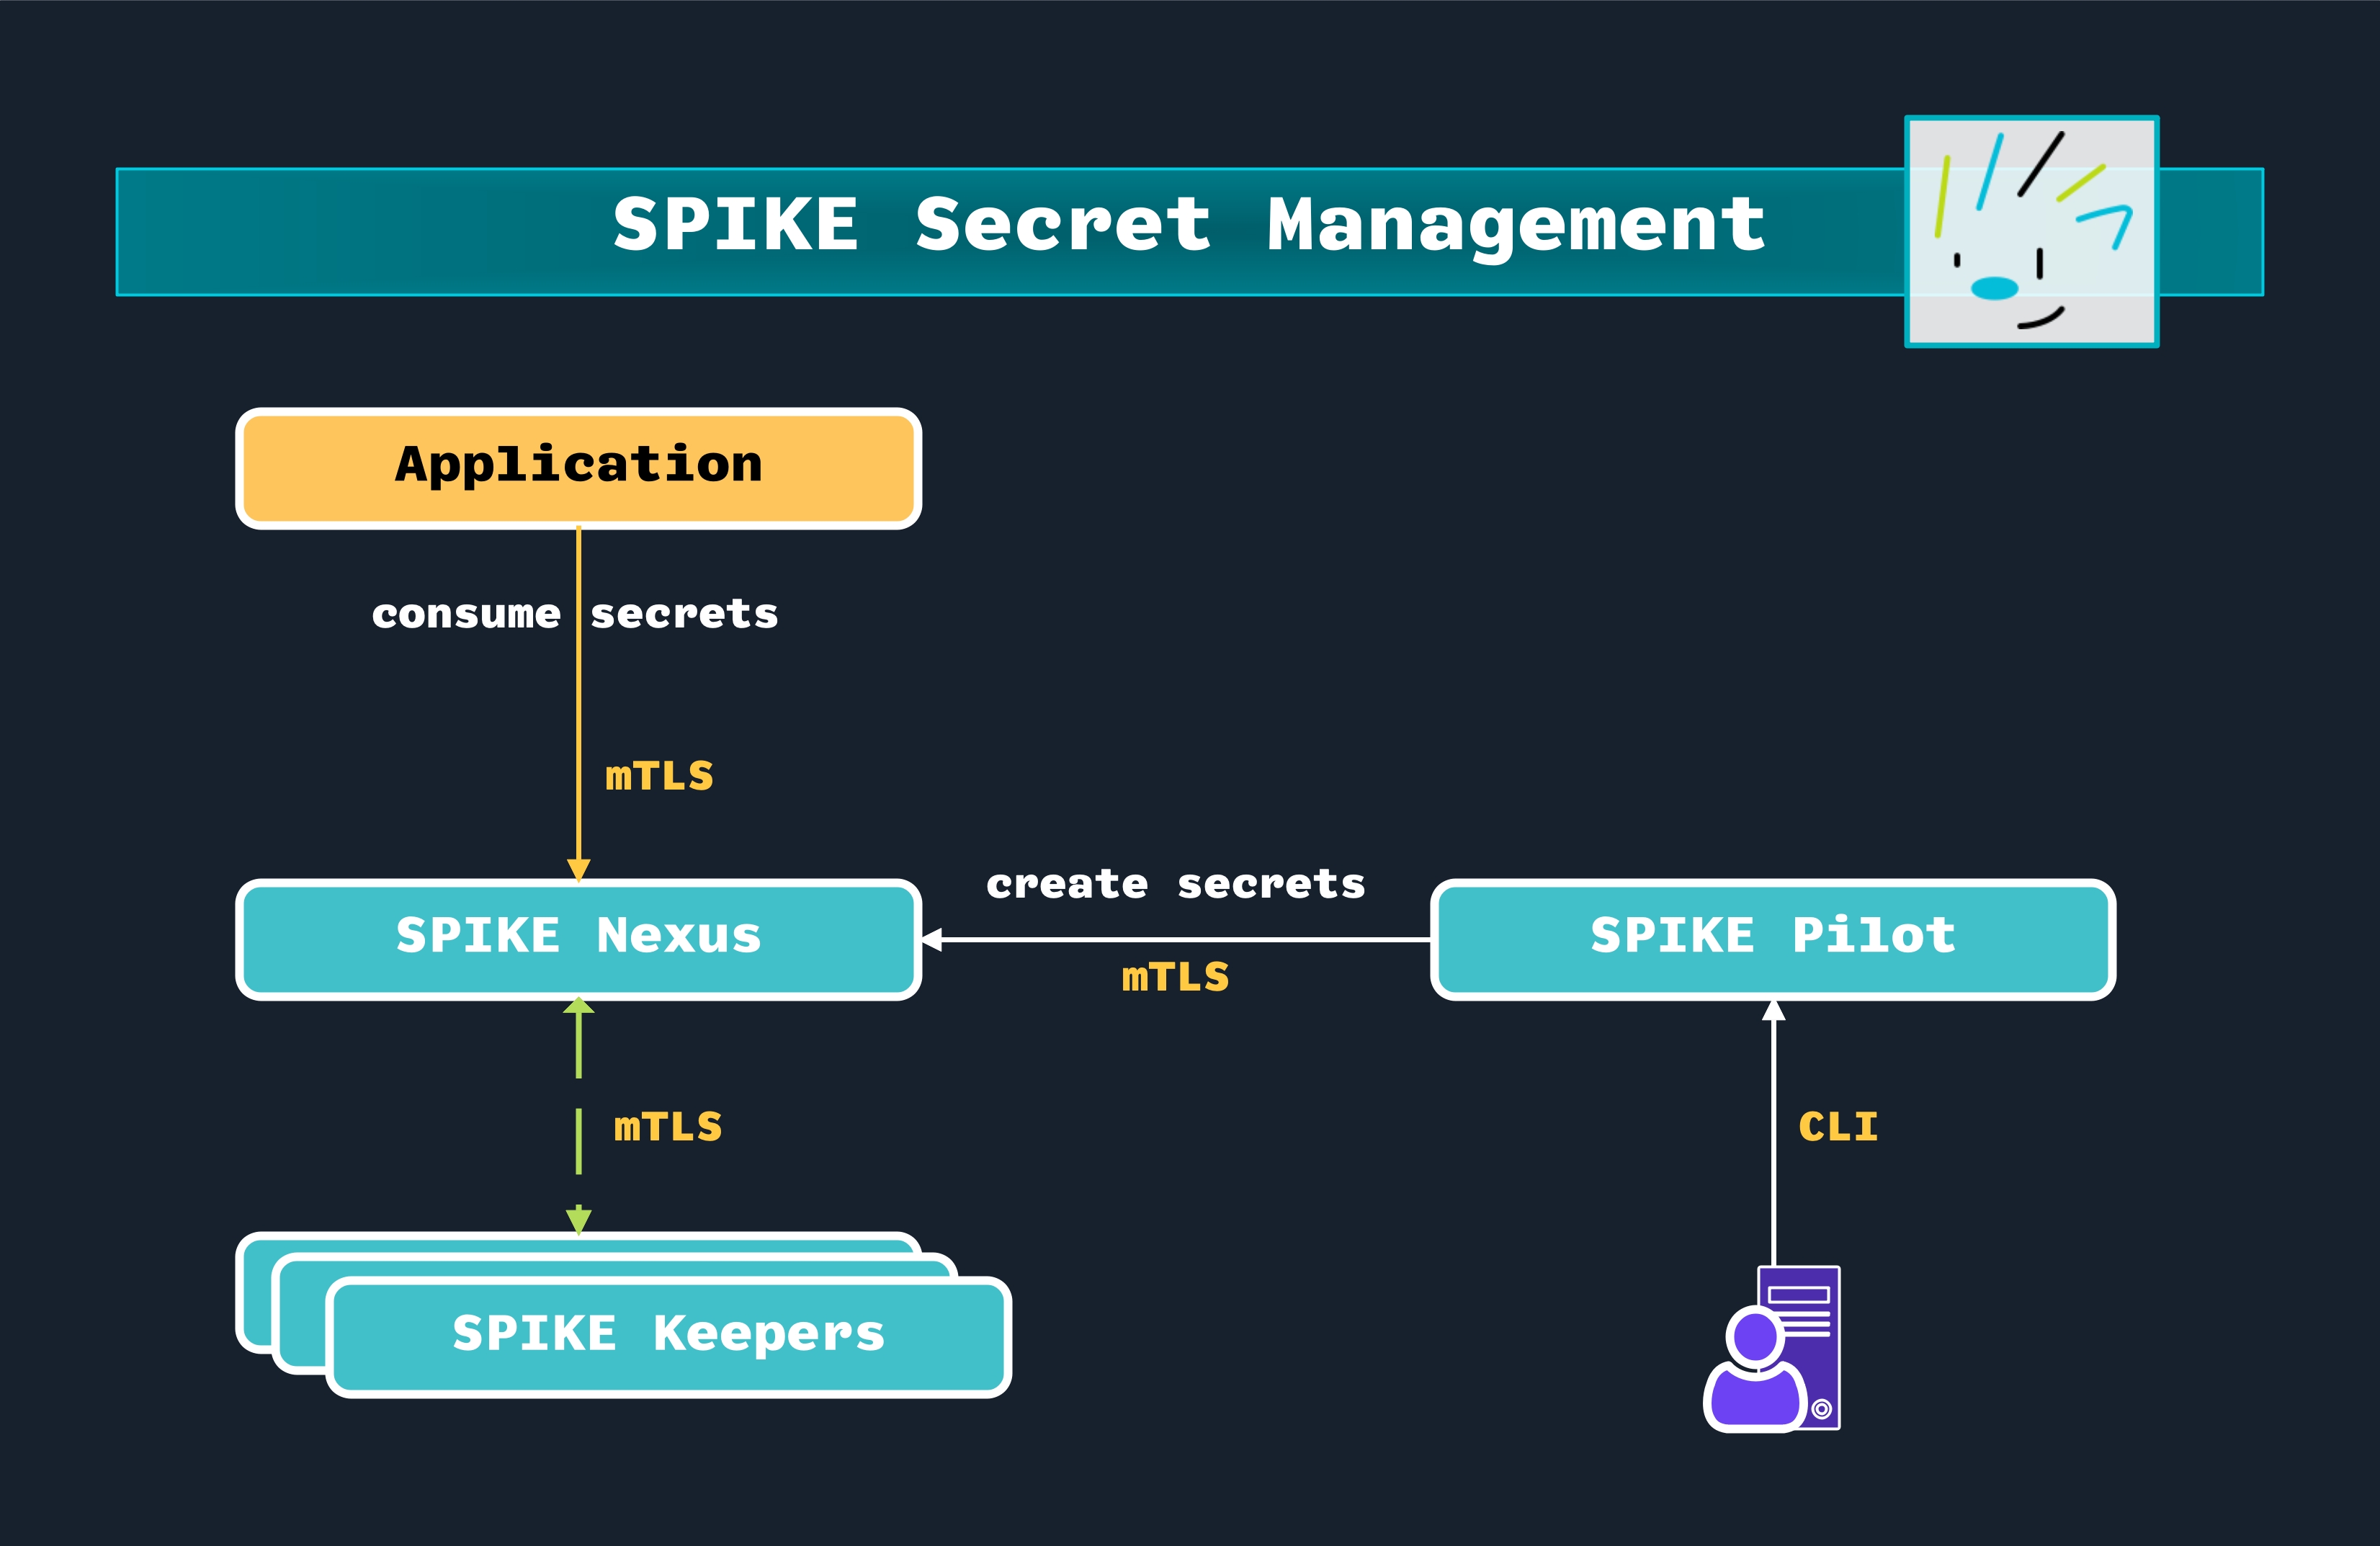 SPIKE Secret Management
Application
consume secrets
mTLS
create secrets
SPIKE Nexus
SPIKE Pilot
mTLS
mTLS
CLI
SPIKE Keepers